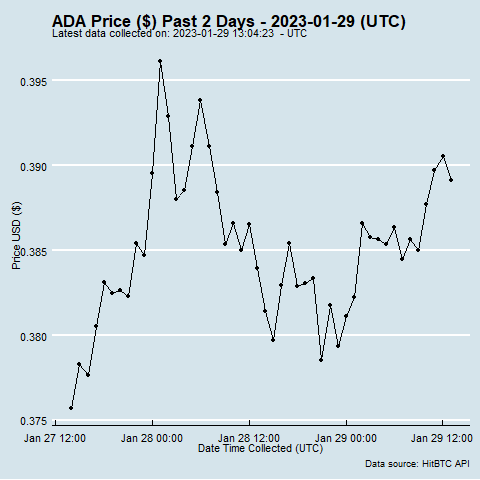 ADA Price ($) Past 2 Days - 2023-01-29 (UTC)
Latest data collected on: 2023-01-29 13:04:23  - UTC
0.395
0.390
0.385
0.380
0.375
Price USD ($)
Jan 27 12:00 Jan 28 00:00 Jan 28 12:00 Jan 29 00:00 Jan 29 12:00
Date Time Collected (UTC)
Data source: HitBTC API